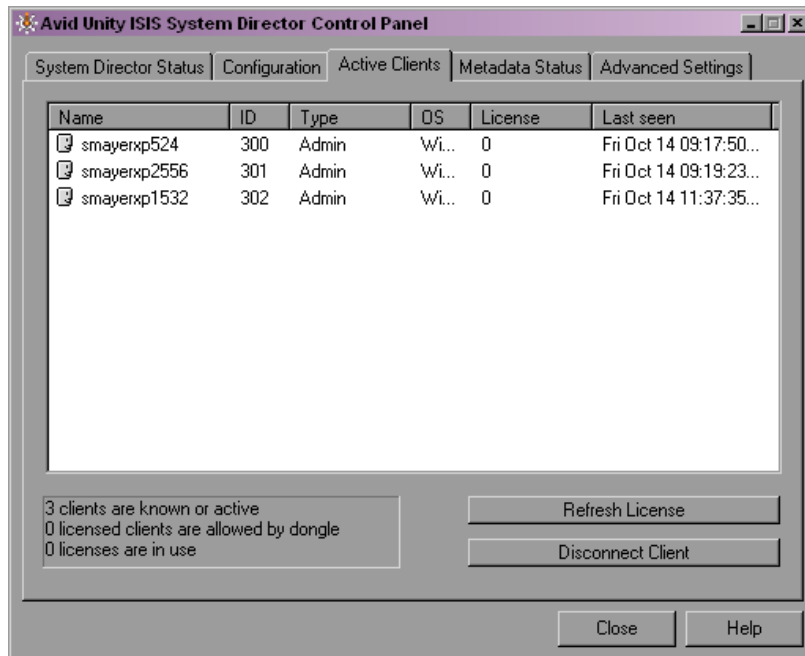 Avid Unity ISIS System Director Control Panel
System Director Status Configuration Active Clients Metadata Status Advanced Settings
Name ID Type OS License Last seen
smayerxp524 300 Admin Wi... 0 Fri Oct 14 09:17:50...
smayerxp2556 301 Admin Wi... 0 Fri Oct 14 09:19:23...
smayerxp1532 302 Admin Wi... 0 Fri Oct 14 11:37:35...
3 clients are known or active
0 licensed clients are allowed by dongle
0 licenses are in use
Refresh License
Disconnect Client
Close Help